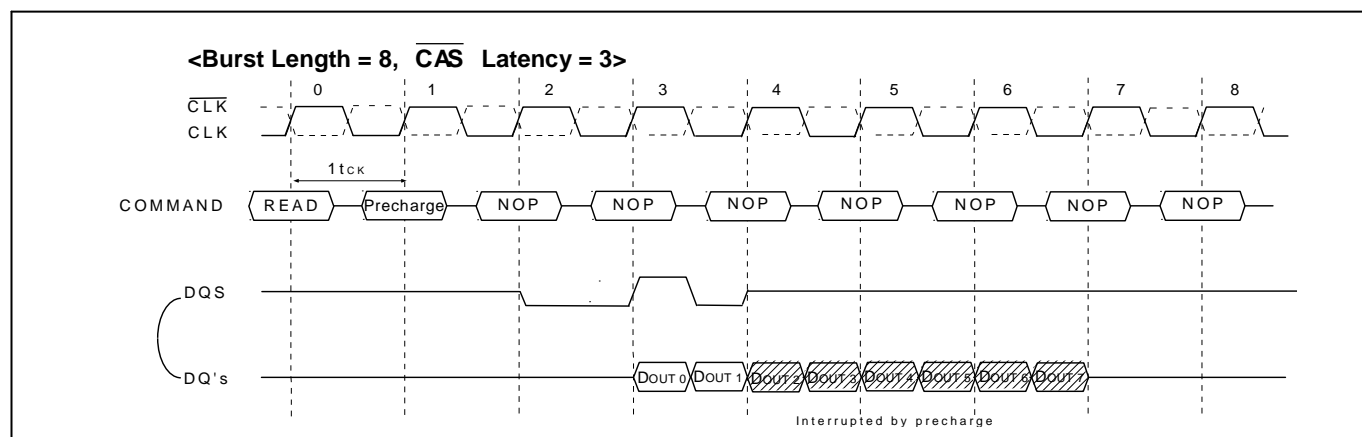 <Burst Length = 8, CAS Latency = 3>
0 1 2 3 4 5 6 7 8
CLK
CLK
1tCK
COMMAND READ Precharge NOP NOP NOP NOP NOP NOP NOP
DQS
DQ's DOUT 0 DOUT 1 DOUT 2 DOUT 3 DOUT 4 DOUT 5 DOUT 6 DOUT 7
Interrupted by precharge